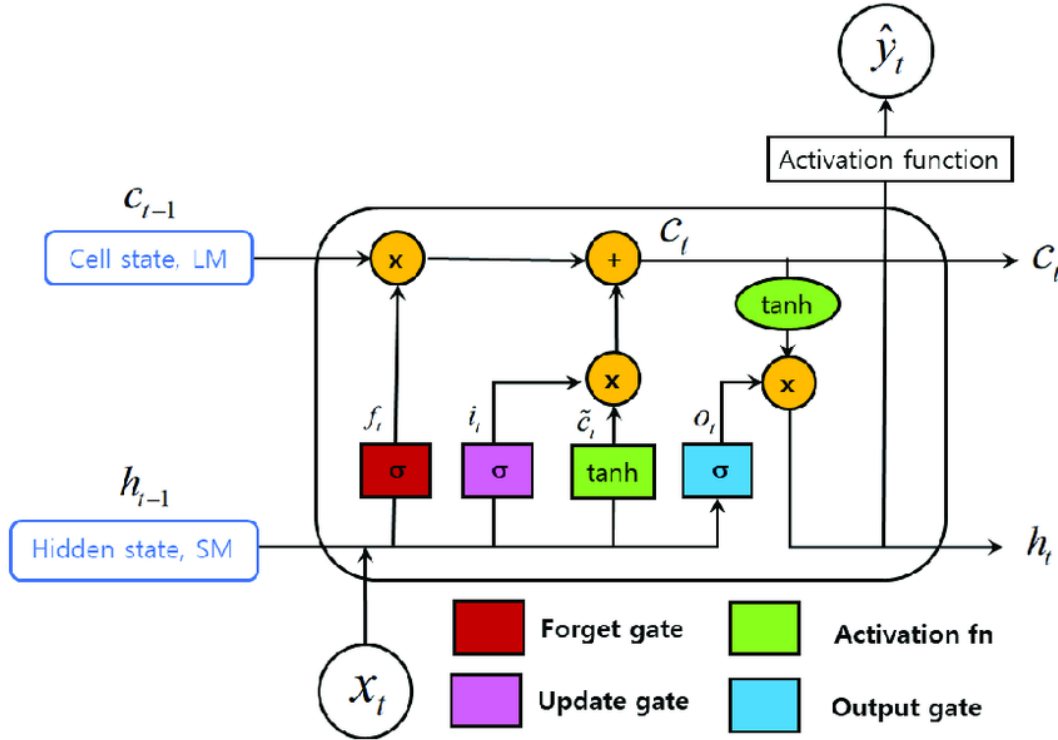 ŷₜ
Activation function
cₜ₋₁
Cell state, LM
x
+
Cₜ
Cₜ
tanh
x
x
fₜ
iₜ
c̃ₜ
oₜ
σ
σ
tanh
σ
hₜ₋₁
Hidden state, SM
hₜ
xₜ
Forget gate
Activation fn
Update gate
Output gate